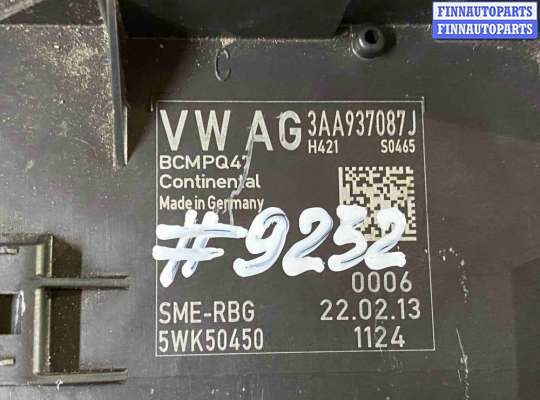 FINNAUTOPARTS
FINNAUTOPARTS
C
VW AG 3AA937087J
H421 S0465
BCMPQ47
Continental
Made in Germany
#9232
0006
SME-RBG 22.02.13
5WK50450 1124